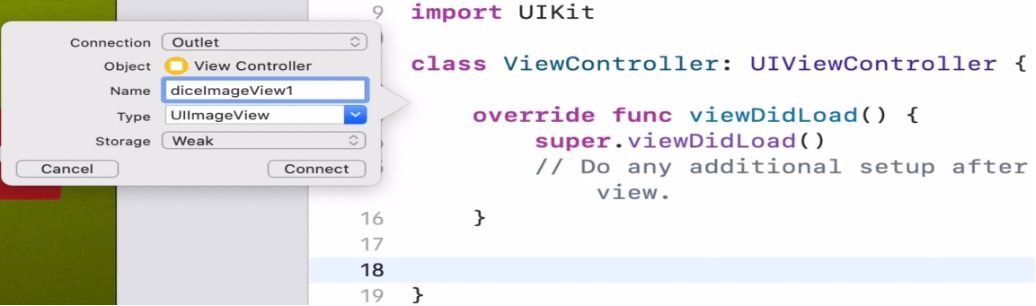 Connection Outlet
Object View Controller
Name diceImageView1
Type UIImageView
Storage Weak
Cancel Connect
9 import UIKit
class ViewController: UIViewController {
override func viewDidLoad() {
super.viewDidLoad()
// Do any additional setup after
view.
16 }
17
18
19 }